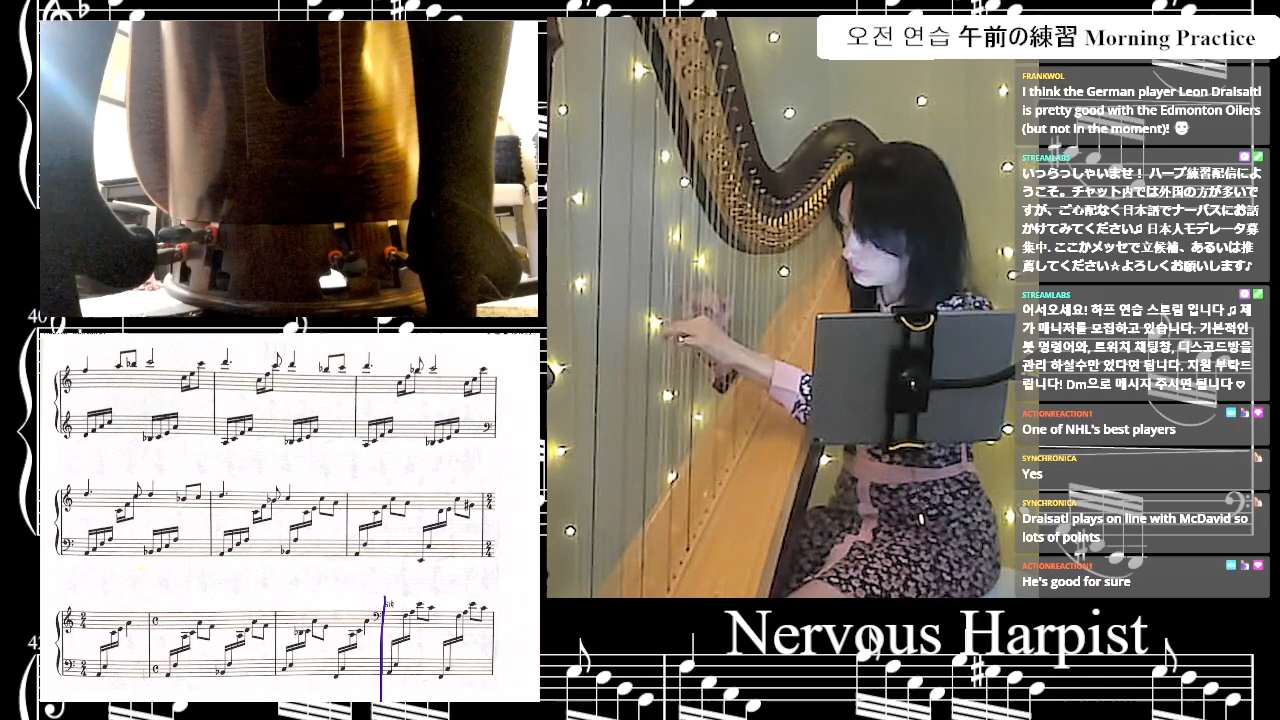 오전 연습 午前の練習 Morning Practice
FRANKWOL
I think the German player Leon Draisaitl
is pretty good with the Edmonton Oilers
(but not in the moment)!
STREAMLABS
いらっしゃいませ！ ハープ練習配信によ
うこそ。チャット内では外国の方が多いで
すが、ご心配なく日本語でナーバスにお話
かけてみてください♫ 日本人モデレータ募
集中. ここかメッセで立候補、あるいは推
薦してください☆よろしくお願いします♪
STREAMLABS
어서오세요! 하프 연습 스트림 입니다 ♫ 제
가 매니저를 모집하고 있습니다. 기본적인
봇 명령어와, 트위치 채팅창, 디스코드방을
관리 하실수만 있다면 됩니다. 지원 부탁드
립니다! Dm으로 메시지 주시면 됩니다 ♡
ACTIONREACTION1
One of NHL's best players
SYNCHRONICA
Yes
SYNCHRONICA
Draisatl plays on line with McDavid so
lots of points
ACTIONREACTION1
He's good for sure
Nervous Harpist